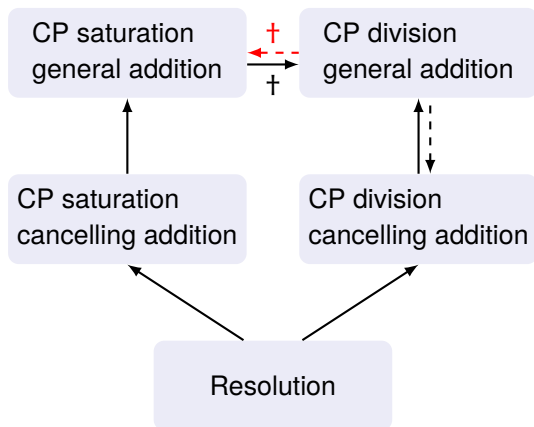 CP saturation
general addition
†
†
CP division
general addition
CP saturation
cancelling addition
CP division
cancelling addition
Resolution